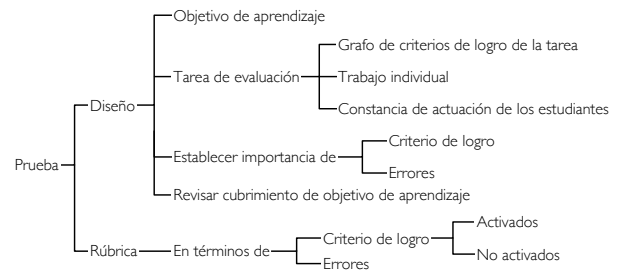 Objetivo de aprendizaje
Grafo de criterios de logro de la tarea
Tarea de evaluación
Trabajo individual
Diseño
Constancia de actuación de los estudiantes
Criterio de logro
Establecer importancia de
Prueba
Errores
Revisar cubrimiento de objetivo de aprendizaje
Activados
Criterio de logro
Rúbrica
En términos de
No activados
Errores